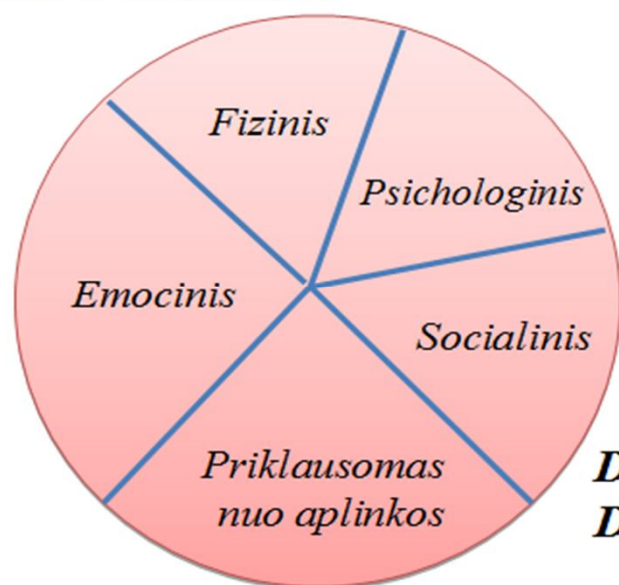 Fizinis
Psichologinis
Emocinis
Socialinis
Priklausomas
nuo aplinkos
D
D